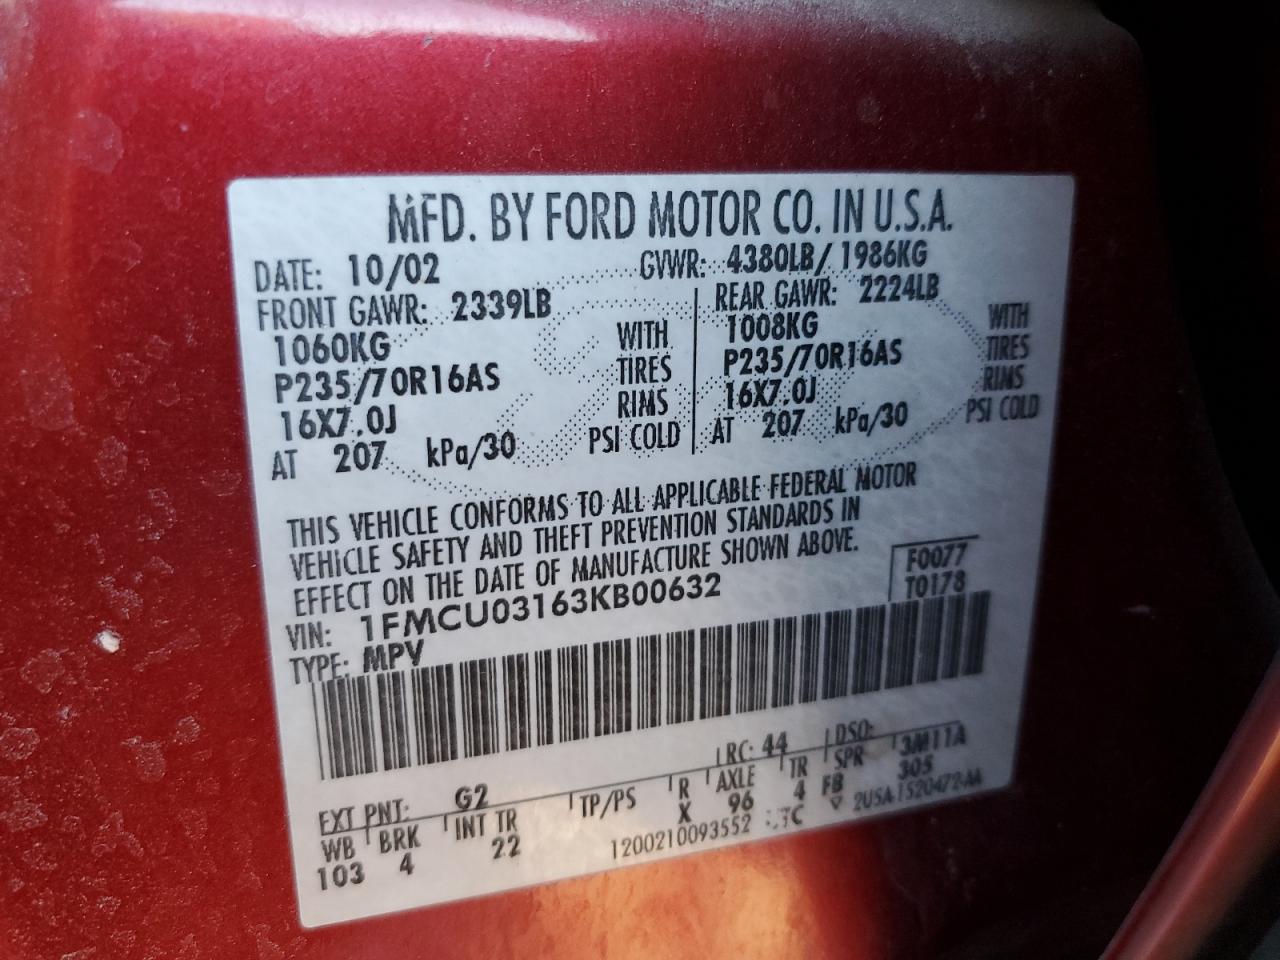 MFD. BY FORD MOTOR CO. IN U.S.A.
DATE: 10/02 GVWR: 4380LB/ 1986KG
FRONT GAWR: 2339LB REAR GAWR: 2224LB
1060KG WITH 1008KG WITH
P235/70R16AS TIRES P235/70R16AS TIRES
16X7.0J RIMS 16X7.0J RIMS
AT 207 kPa/30 PSI COLD AT 207 kPa/30 PSI COLD
THIS VEHICLE CONFORMS TO ALL APPLICABLE FEDERAL MOTOR
VEHICLE SAFETY AND THEFT PREVENTION STANDARDS IN
EFFECT ON THE DATE OF MANUFACTURE SHOWN ABOVE.
F0077
VIN: 1FMCU03163KB00632 T0178
TYPE: MPV
EXT PNT: G2 RC: 44 DSO:
WB BRK INT TR TP/PS R AXLE TR SPR 3M11A
103 4 22 X 96 4 FB 305
1200210093552 2USA-1520472-AA